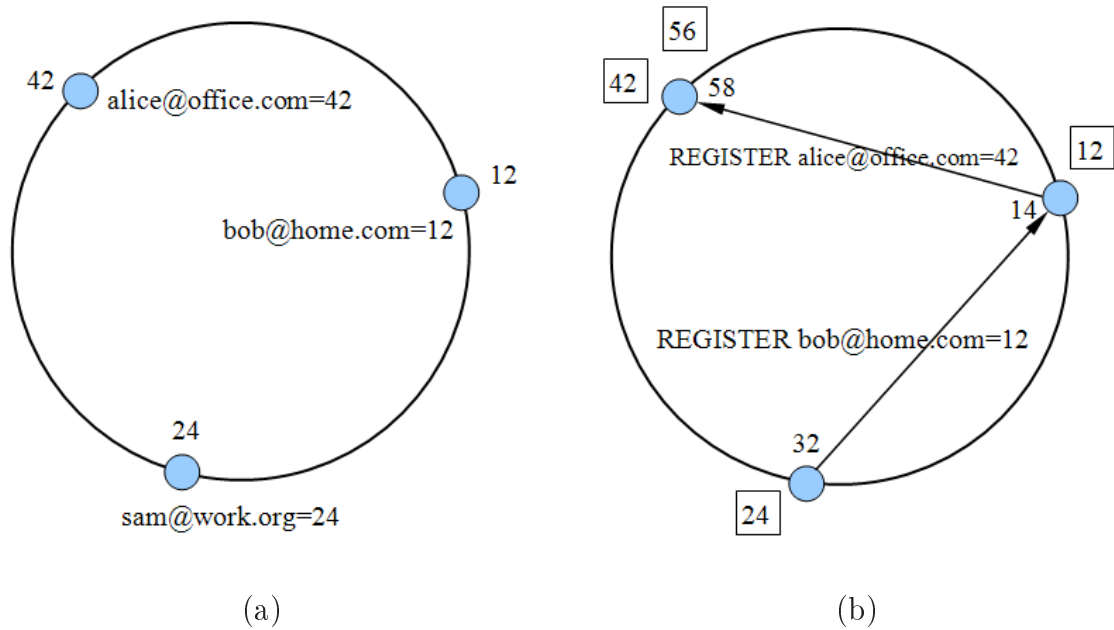 42
alice@office.com=42
12
bob@home.com=12
24
sam@work.org=24
(a)
56
42
58
REGISTER alice@office.com=42
12
14
REGISTER bob@home.com=12
32
24
(b)